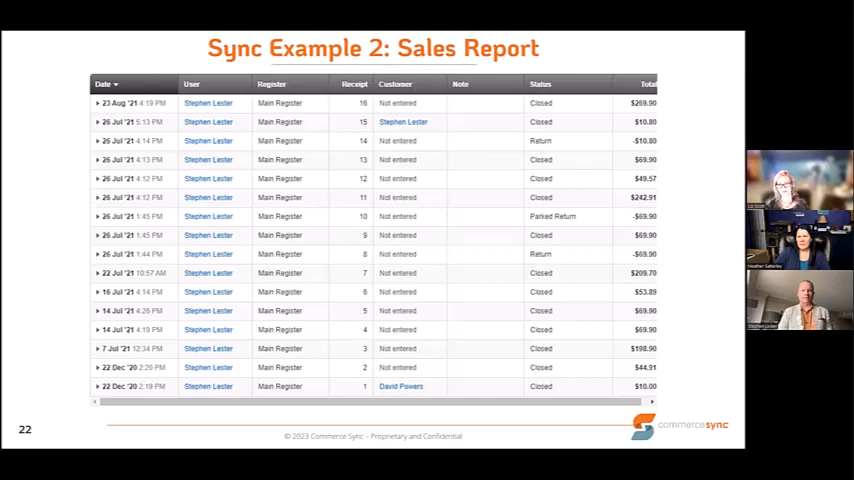 Sync Example 2: Sales Report
Date User Register Receipt Customer Note Status Total
23 Aug '21 4:19 PM Stephen Lester Main Register 16 Not entered Closed $269.90
26 Jul '21 5:13 PM Stephen Lester Main Register 15 Stephen Lester Closed $10.80
26 Jul '21 4:14 PM Stephen Lester Main Register 14 Not entered Return -$10.80
26 Jul '21 4:13 PM Stephen Lester Main Register 13 Not entered Closed $69.90
26 Jul '21 4:12 PM Stephen Lester Main Register 12 Not entered Closed $49.57
26 Jul '21 4:12 PM Stephen Lester Main Register 11 Not entered Closed $242.91
26 Jul '21 1:45 PM Stephen Lester Main Register 10 Not entered Parked Return -$69.90
26 Jul '21 1:45 PM Stephen Lester Main Register 9 Not entered Closed $69.90
26 Jul '21 1:44 PM Stephen Lester Main Register 8 Not entered Return -$69.90
22 Jul '21 10:57 AM Stephen Lester Main Register 7 Not entered Closed $209.70
16 Jul '21 4:14 PM Stephen Lester Main Register 6 Not entered Closed $53.89
14 Jul '21 4:26 PM Stephen Lester Main Register 5 Not entered Closed $69.90
14 Jul '21 4:19 PM Stephen Lester Main Register 4 Not entered Closed $69.90
7 Jul '21 12:34 PM Stephen Lester Main Register 3 Not entered Closed $198.90
22 Dec '20 2:20 PM Stephen Lester Main Register 2 Not entered Closed $44.91
22 Dec '20 2:19 PM Stephen Lester Main Register 1 David Powers Closed $10.00
22
© 2023 Commerce Sync – Proprietary and Confidential
commercesync
Heather Satterley
Stephen Lester